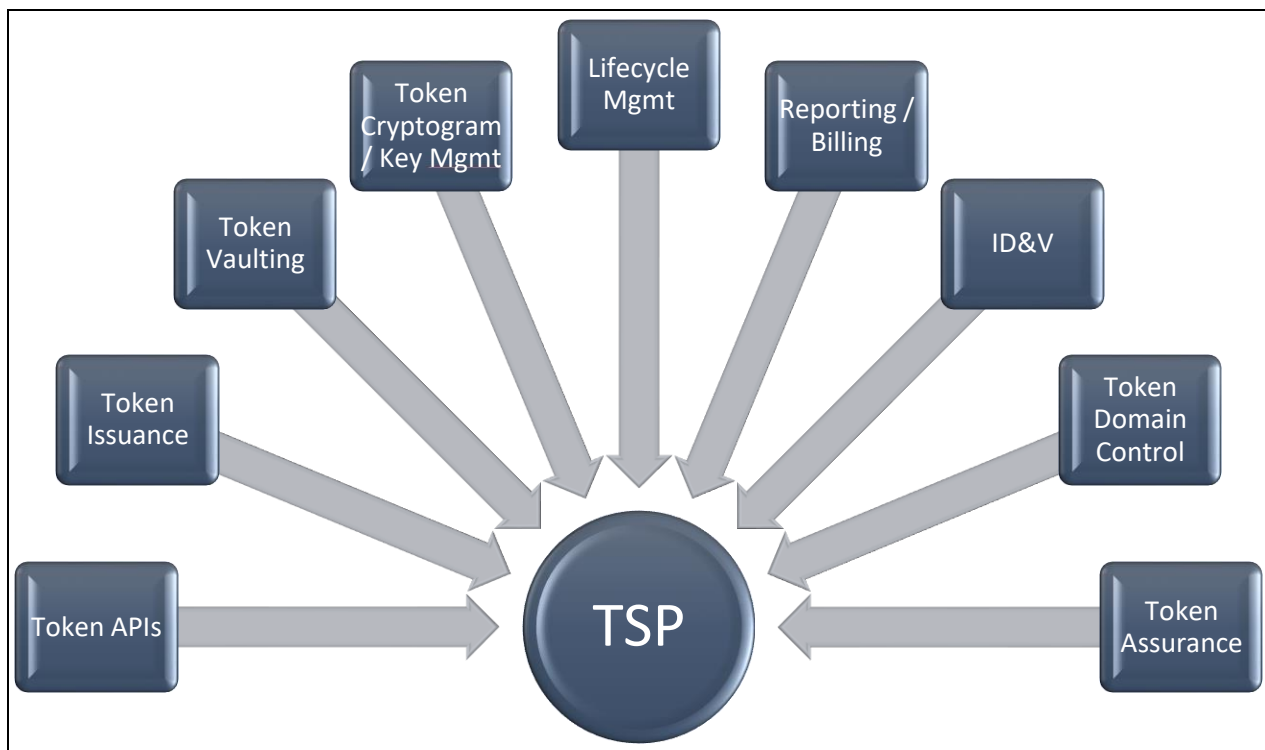 Lifecycle
Mgmt
Token
Cryptogram
/ Key Mgmt
Reporting /
Billing
Token
Vaulting
ID&V
Token
Issuance
Token
Domain
Control
Token APIs
TSP
Token
Assurance